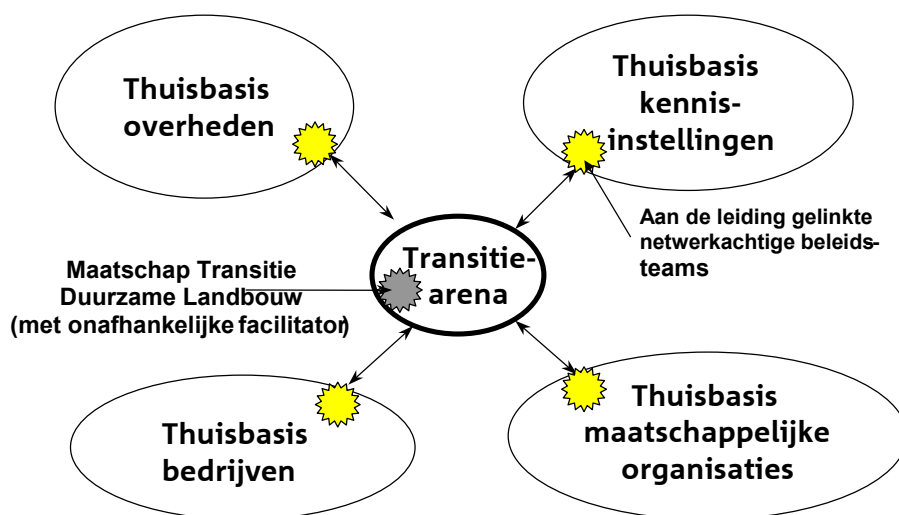 Thuisbasis
overheden
Thuisbasis
kennis-
instellingen
Aan de leiding gelinkte
netwerkachtige beleids-
teams
Transitie-
arena
Maatschap Transitie
Duurzame Landbouw
(met onafhankelijke facilitator)
Thuisbasis
bedrijven
Thuisbasis
maatschappelijke
organisaties